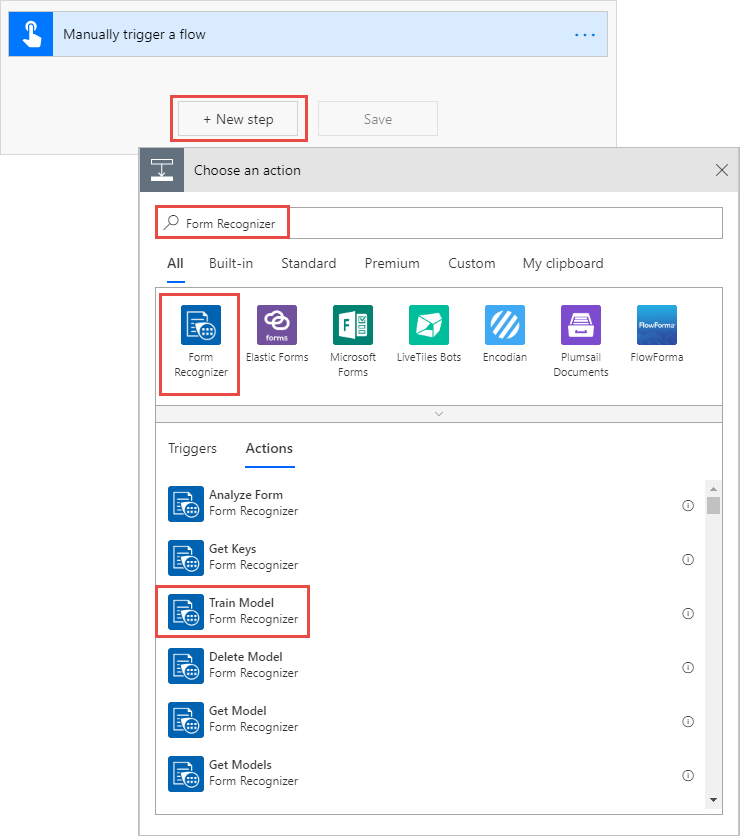 Manually trigger a flow
+ New step
Save
Choose an action
Form Recognizer
All Built-in Standard Premium Custom My clipboard
forms
F
FlowForma
Form
Recognizer
Elastic Forms
Microsoft
Forms
LiveTiles Bots
Encodian
Plumsail
Documents
FlowForma
Triggers Actions
Analyze Form
Form Recognizer
Get Keys
Form Recognizer
Train Model
Form Recognizer
Delete Model
Form Recognizer
Get Model
Form Recognizer
Get Models
Form Recognizer